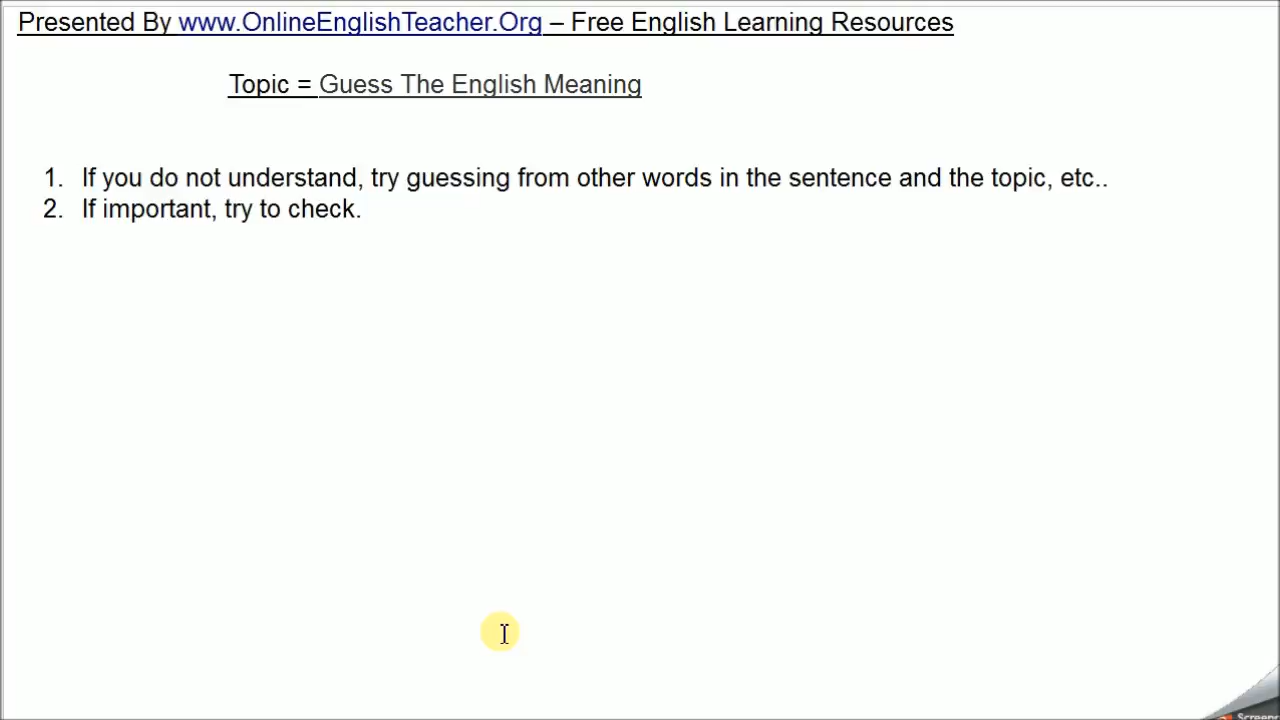 Presented By www.OnlineEnglishTeacher.Org – Free English Learning Resources
Topic = Guess The English Meaning
1. If you do not understand, try guessing from other words in the sentence and the topic, etc..
2. If important, try to check.